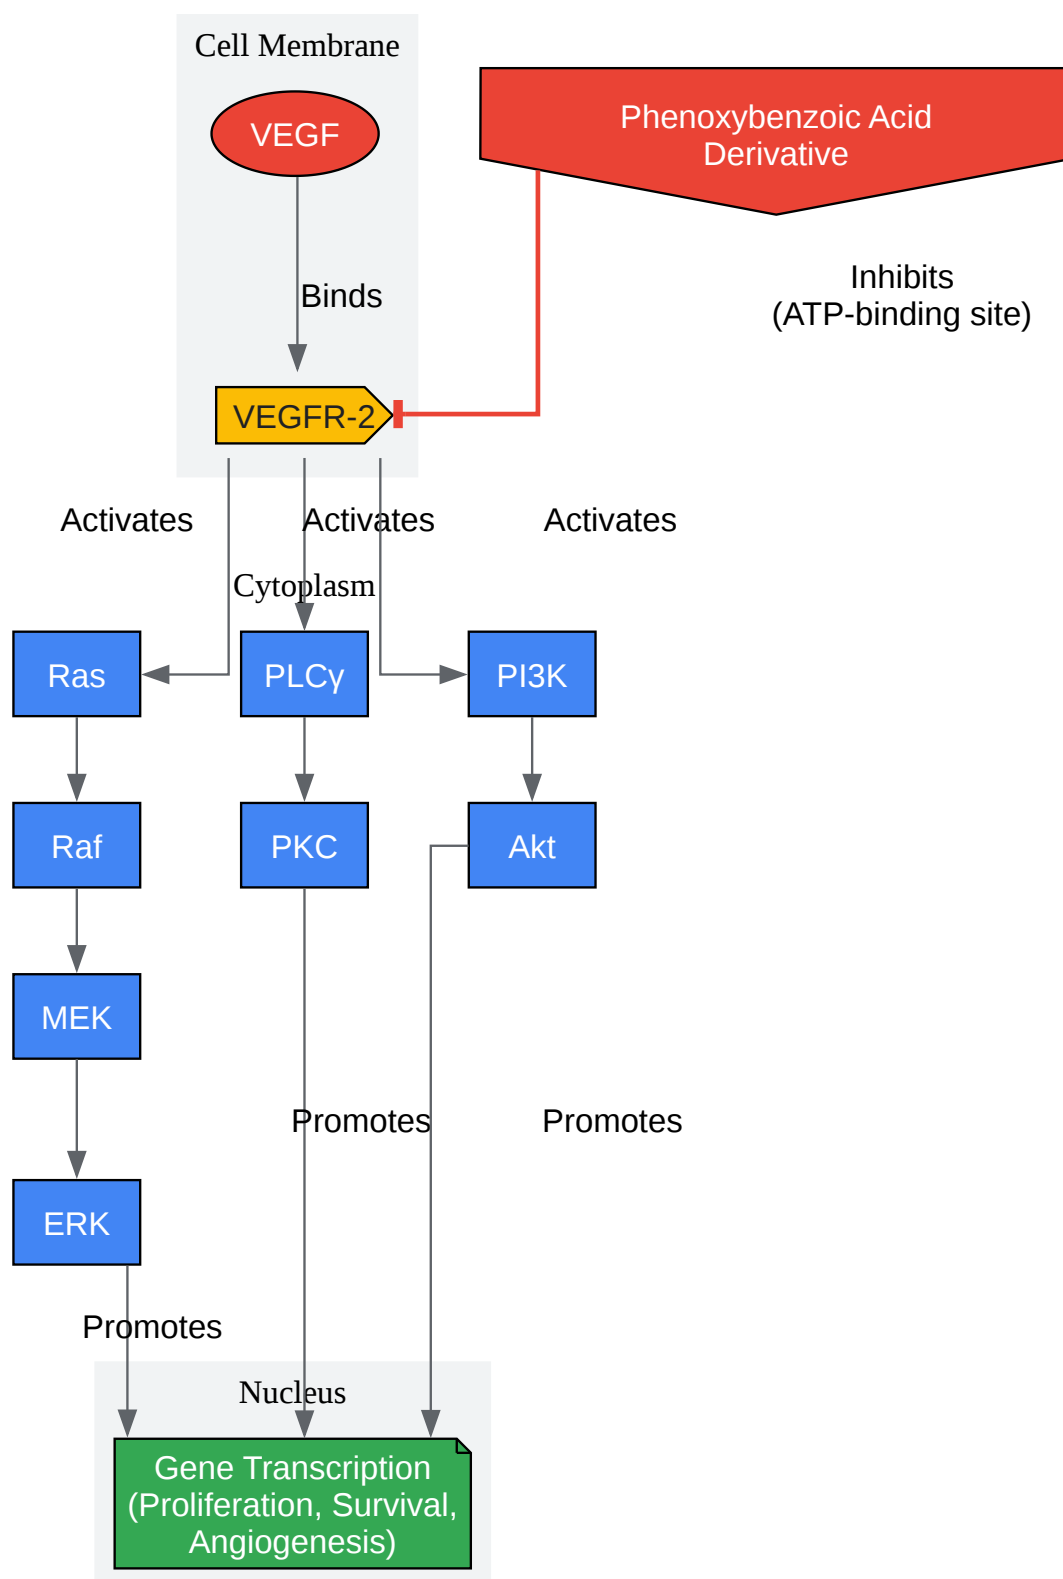 Cell Membrane
VEGF
Phenoxybenzoic Acid
Derivative
Binds
Inhibits
(ATP-binding site)
VEGFR-2
Activates
Activates
Activates
Cytoplasm
Ras
PLCγ
PI3K
Raf
PKC
Akt
MEK
Promotes
Promotes
ERK
Promotes
Nucleus
Gene Transcription
(Proliferation, Survival,
Angiogenesis)